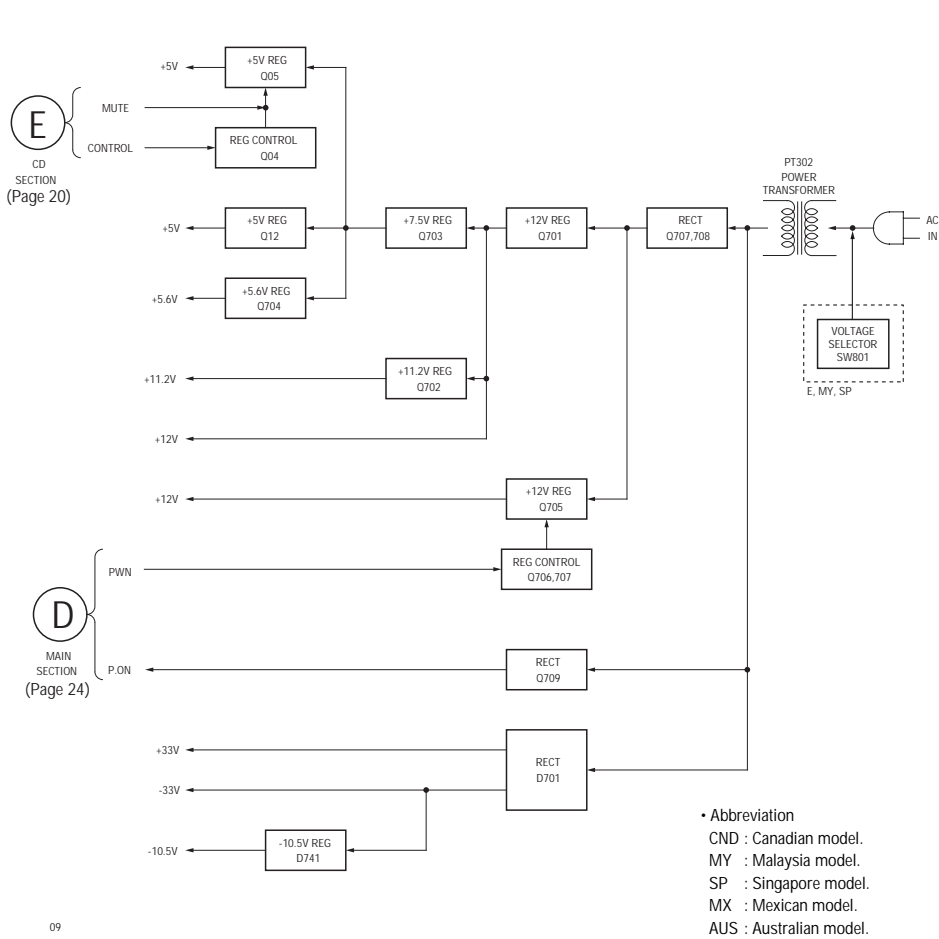 +5V
+5V REG
Q05
E
MUTE
CONTROL
REG CONTROL
Q04
CD
SECTION
(Page 20)
+5V
+5V REG
Q12
+7.5V REG
Q703
+12V REG
Q701
RECT
Q707,708
PT302
POWER
TRANSFORMER
AC
IN
+5.6V
+5.6V REG
Q704
VOLTAGE
SELECTOR
SW801
E, MY, SP
+11.2V
+11.2V REG
Q702
+12V
+12V
+12V REG
Q705
PWN
REG CONTROL
Q706,707
D
MAIN
SECTION
(Page 24)
P.ON
RECT
Q709
+33V
RECT
D701
-33V
-10.5V
-10.5V REG
D741
• Abbreviation
CND : Canadian model.
MY : Malaysia model.
SP : Singapore model.
MX : Mexican model.
AUS : Australian model.
09